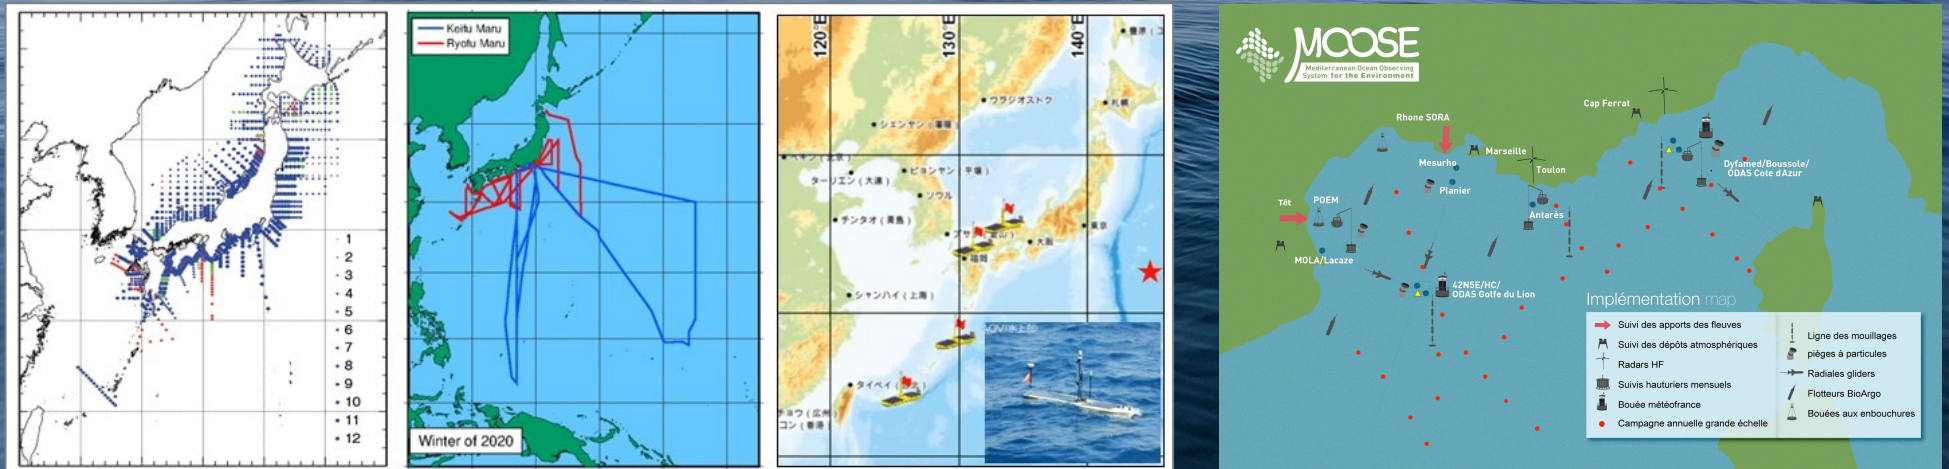 1
2
3
4
5
6
7
8
9
10
11
12
Keifu Maru
Ryofu Maru
Winter of 2020
120°E
130°E
140°E
ウラジオストク
札幌
シェンヤン（瀋陽）
ターリエン（大連）
ピョンヤン（平壌）
ソウル
チンタオ（青島）
東京
大阪
福岡
シャンハイ（上海）
MOOSE
Mediterranean Ocean Observing
System for the Environment
Cap Ferrat
Rhone SORA
Marseille
Mesurho
Toulon
Planier
Dyfamed/Boussole/
ODAS Cote dAzur
Têt
POEM
Antarès
MOLA/Lacaze
42N5E/HC/
ODAS Golfe du Lion
Implémentation map
Suivi des apports des fleuves
Suivi des dépôts atmosphériques
Radars HF
Suivis hauturiers mensuels
Bouée météofrance
Campagne annuelle grande échelle
Ligne des mouillages
pièges à particules
Radiales gliders
Flotteurs BioArgo
Bouées aux enbouchures